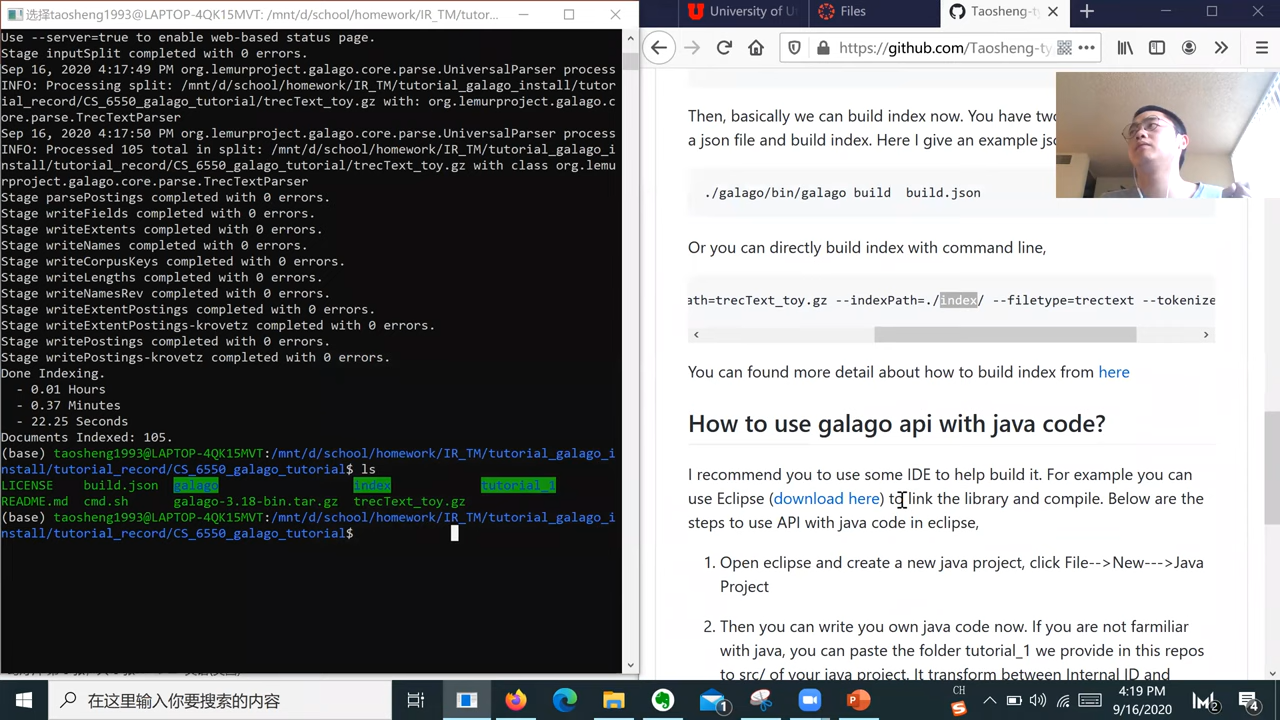 选择taosheng1993@LAPTOP-4QK15MVT: /mnt/d/school/homework/IR_TM/tutor...
Use --server=true to enable web-based status page.
Stage inputSplit completed with 0 errors.
Sep 16, 2020 4:17:49 PM org.lemurproject.galago.core.parse.UniversalParser process
INFO: Processing split: /mnt/d/school/homework/IR_TM/tutorial_galago_install/tutor
ial_record/CS_6550_galago_tutorial/trecText_toy.gz with: org.lemurproject.galago.c
ore.parse.TrecTextParser
Sep 16, 2020 4:17:50 PM org.lemurproject.galago.core.parse.UniversalParser process
INFO: Processed 105 total in split: /mnt/d/school/homework/IR_TM/tutorial_galago_i
nstall/tutorial_record/CS_6550_galago_tutorial/trecText_toy.gz with class org.lemu
rproject.galago.core.parse.TrecTextParser
Stage parsePostings completed with 0 errors.
Stage writeFields completed with 0 errors.
Stage writeExtents completed with 0 errors.
Stage writeNames completed with 0 errors.
Stage writeCorpusKeys completed with 0 errors.
Stage writeLengths completed with 0 errors.
Stage writeNamesRev completed with 0 errors.
Stage writeExtentPostings completed with 0 errors.
Stage writeExtentPostings-krovetz completed with 0 errors.
Stage writePostings completed with 0 errors.
Stage writePostings-krovetz completed with 0 errors.
Done Indexing.
- 0.01 Hours
- 0.37 Minutes
- 22.25 Seconds
Documents Indexed: 105.
(base) taosheng1993@LAPTOP-4QK15MVT:/mnt/d/school/homework/IR_TM/tutorial_galago_i
nstall/tutorial_record/CS_6550_galago_tutorial$ ls
LICENSE build.json galago index tutorial_1
README.md cmd.sh galago-3.18-bin.tar.gz trecText_toy.gz
(base) taosheng1993@LAPTOP-4QK15MVT:/mnt/d/school/homework/IR_TM/tutorial_galago_i
nstall/tutorial_record/CS_6550_galago_tutorial$
University of U
Files
Taosheng-ty
https://github.com/Taosheng-ty
Then, basically we can build index now. You have two
a json file and build index. Here I give an example jso
./galago/bin/galago build build.json
Or you can directly build index with command line,
ath=trecText_toy.gz --indexPath=./index/ --filetype=trectext --tokenize
You can found more detail about how to build index from here
How to use galago api with java code?
I recommend you to use some IDE to help build it. For example you can
use Eclipse (download here) to link the library and compile. Below are the
steps to use API with java code in eclipse,
1. Open eclipse and create a new java project, click File-->New--->Java
Project
2. Then you can write you own java code now. If you are not farmiliar
with java, you can paste the folder tutorial_1 we provide in this repos
to src/ of your java project. It transform between Internal ID and
在这里输入你要搜索的内容
1
CH
4:19 PM
9/16/2020
2
4